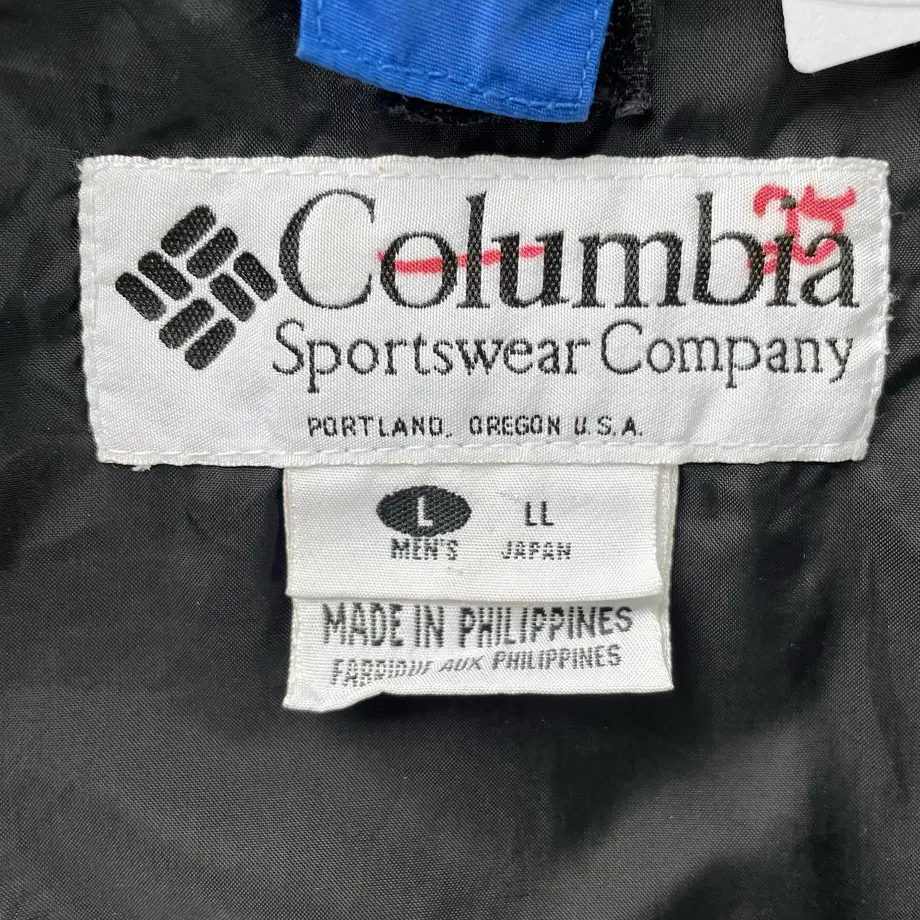 Columbia
Sportswear Company
PORTLAND, OREGON U.S.A.
L LL
MEN'S JAPAN
MADE IN PHILIPPINES
AUX PHILIPPINES